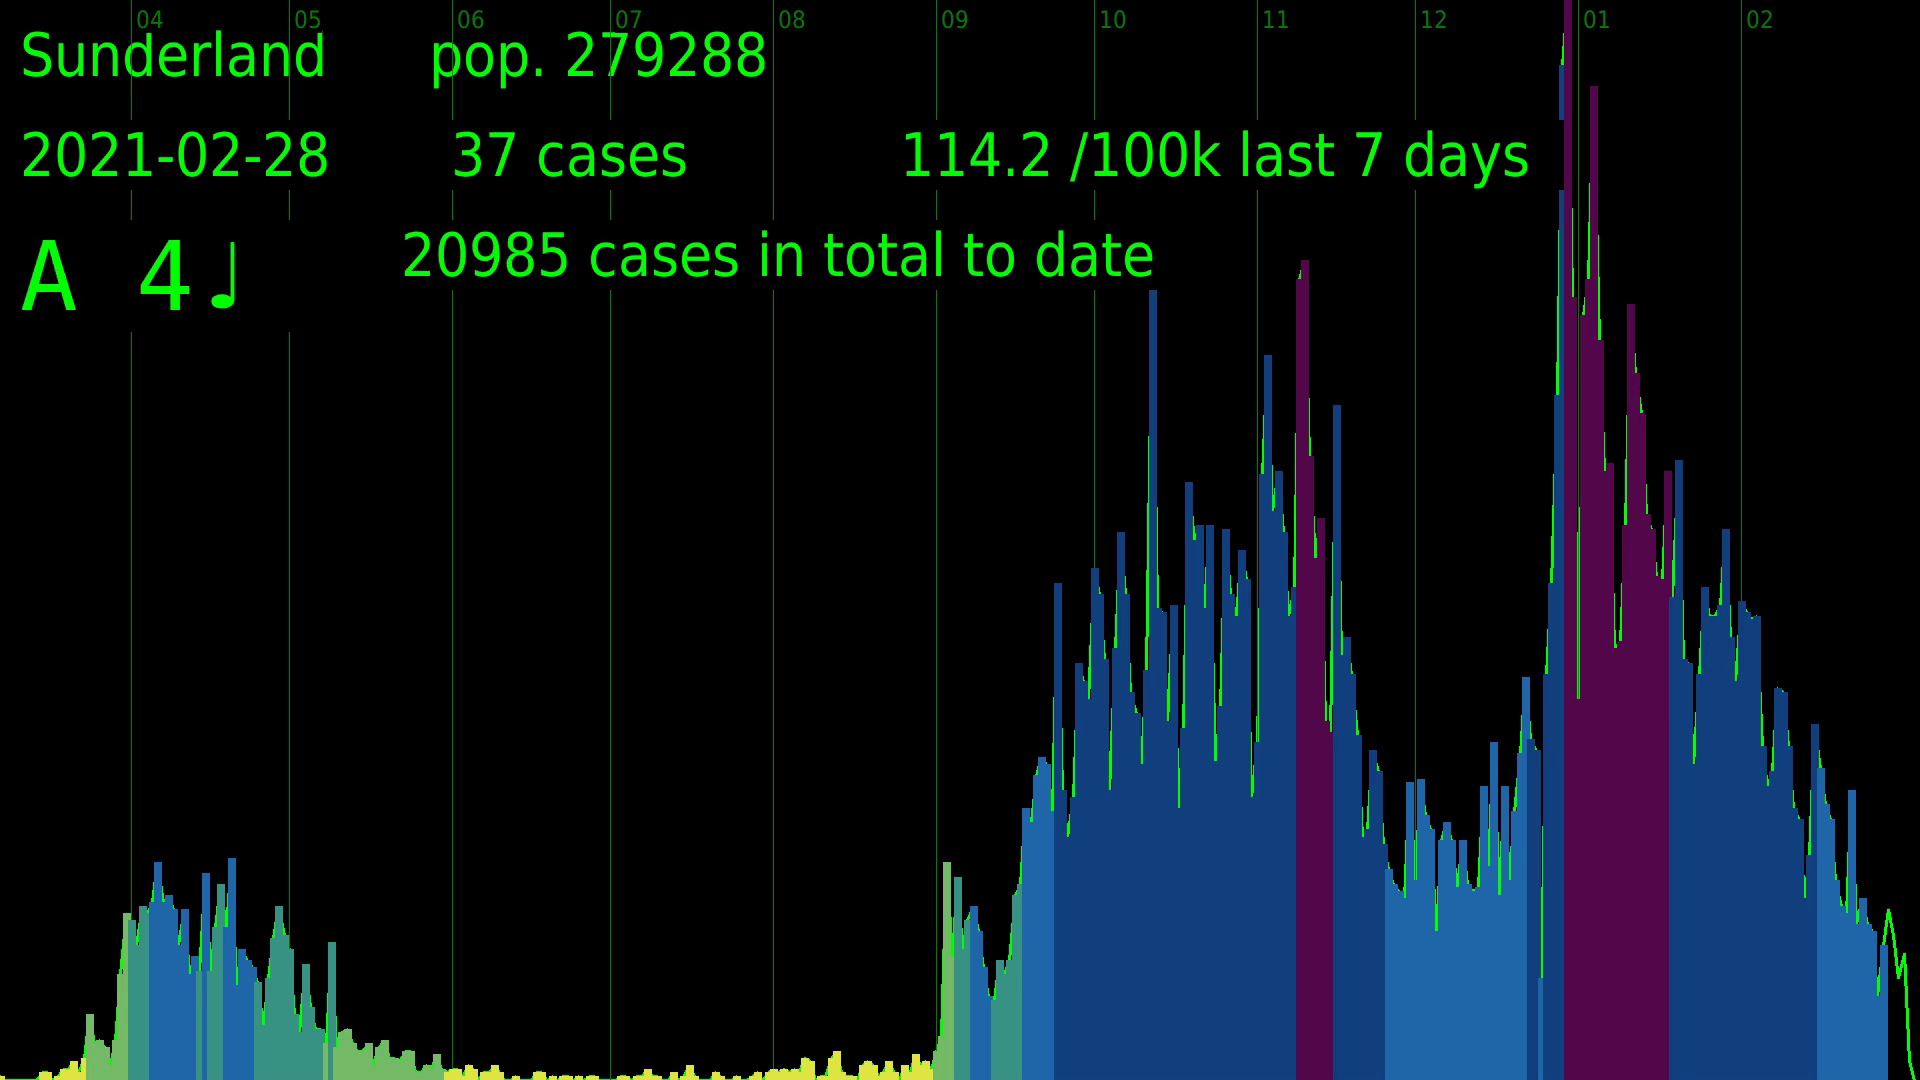 04 05 06 07 08 09 10 11 12 01 02
Sunderland pop. 279288
2021-02-28 37 cases 114.2 /100k last 7 days
A 4♩ 20985 cases in total to date